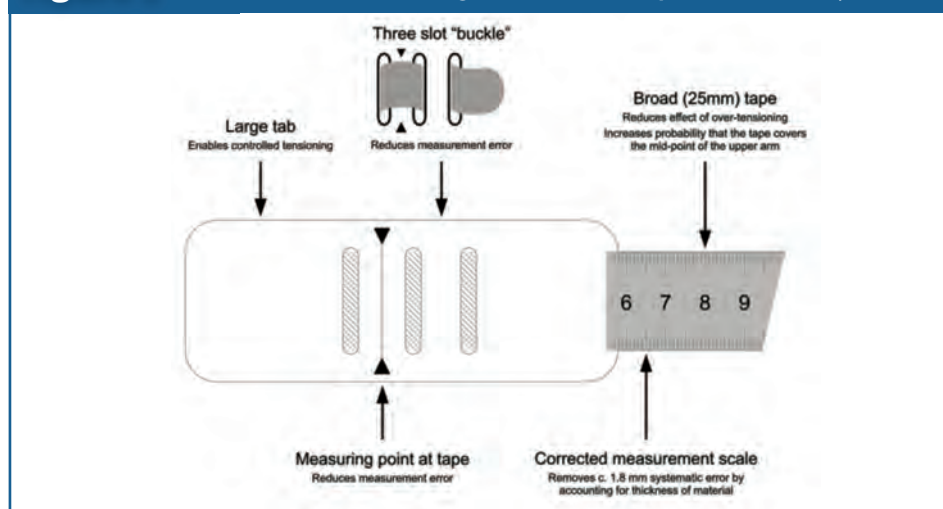 Three slot “buckle”
Reduces measurement error
Large tab
Enables controlled tensioning
Broad (25mm) tape
Reduces effect of over-tensioning
Increases probability that the tape covers
the mid-point of the upper arm
6 7 8 9
Measuring point at tape
Reduces measurement error
Corrected measurement scale
Removes c. 1.8 mm systematic error by
accounting for thickness of material